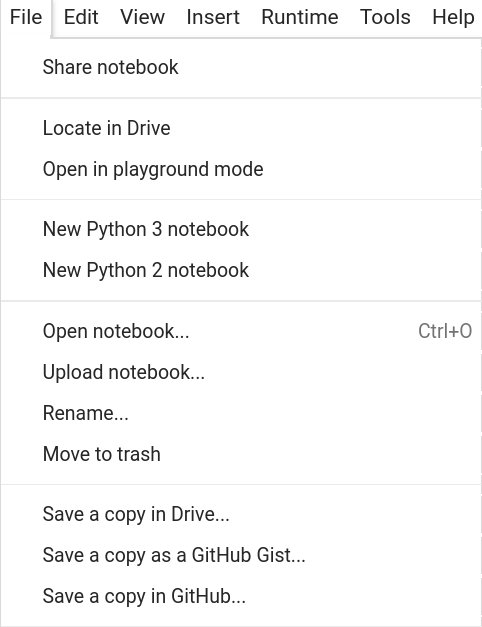 File Edit View Insert Runtime Tools Help
Share notebook
Locate in Drive
Open in playground mode
New Python 3 notebook
New Python 2 notebook
Open notebook... Ctrl+O
Upload notebook...
Rename...
Move to trash
Save a copy in Drive...
Save a copy as a GitHub Gist...
Save a copy in GitHub...